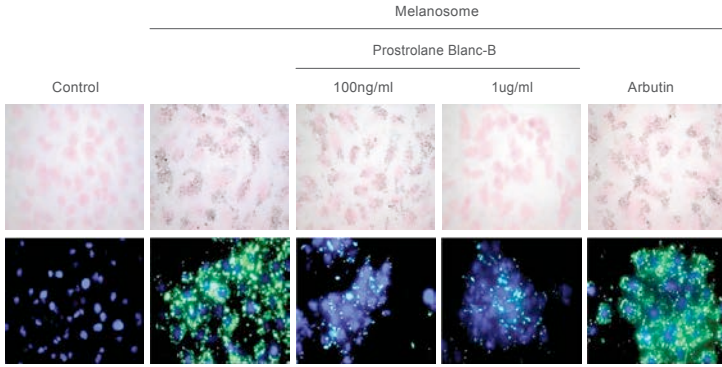 Melanosome
Prostrolane Blanc-B
Control
100ng/ml
1ug/ml
Arbutin